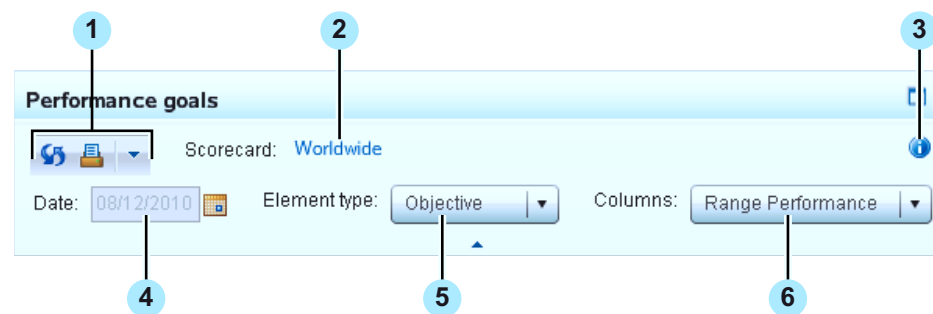 1 2 3
Performance goals
Scorecard: Worldwide
Date: 08/12/2010 Element type: Objective Columns: Range Performance
4 5 6